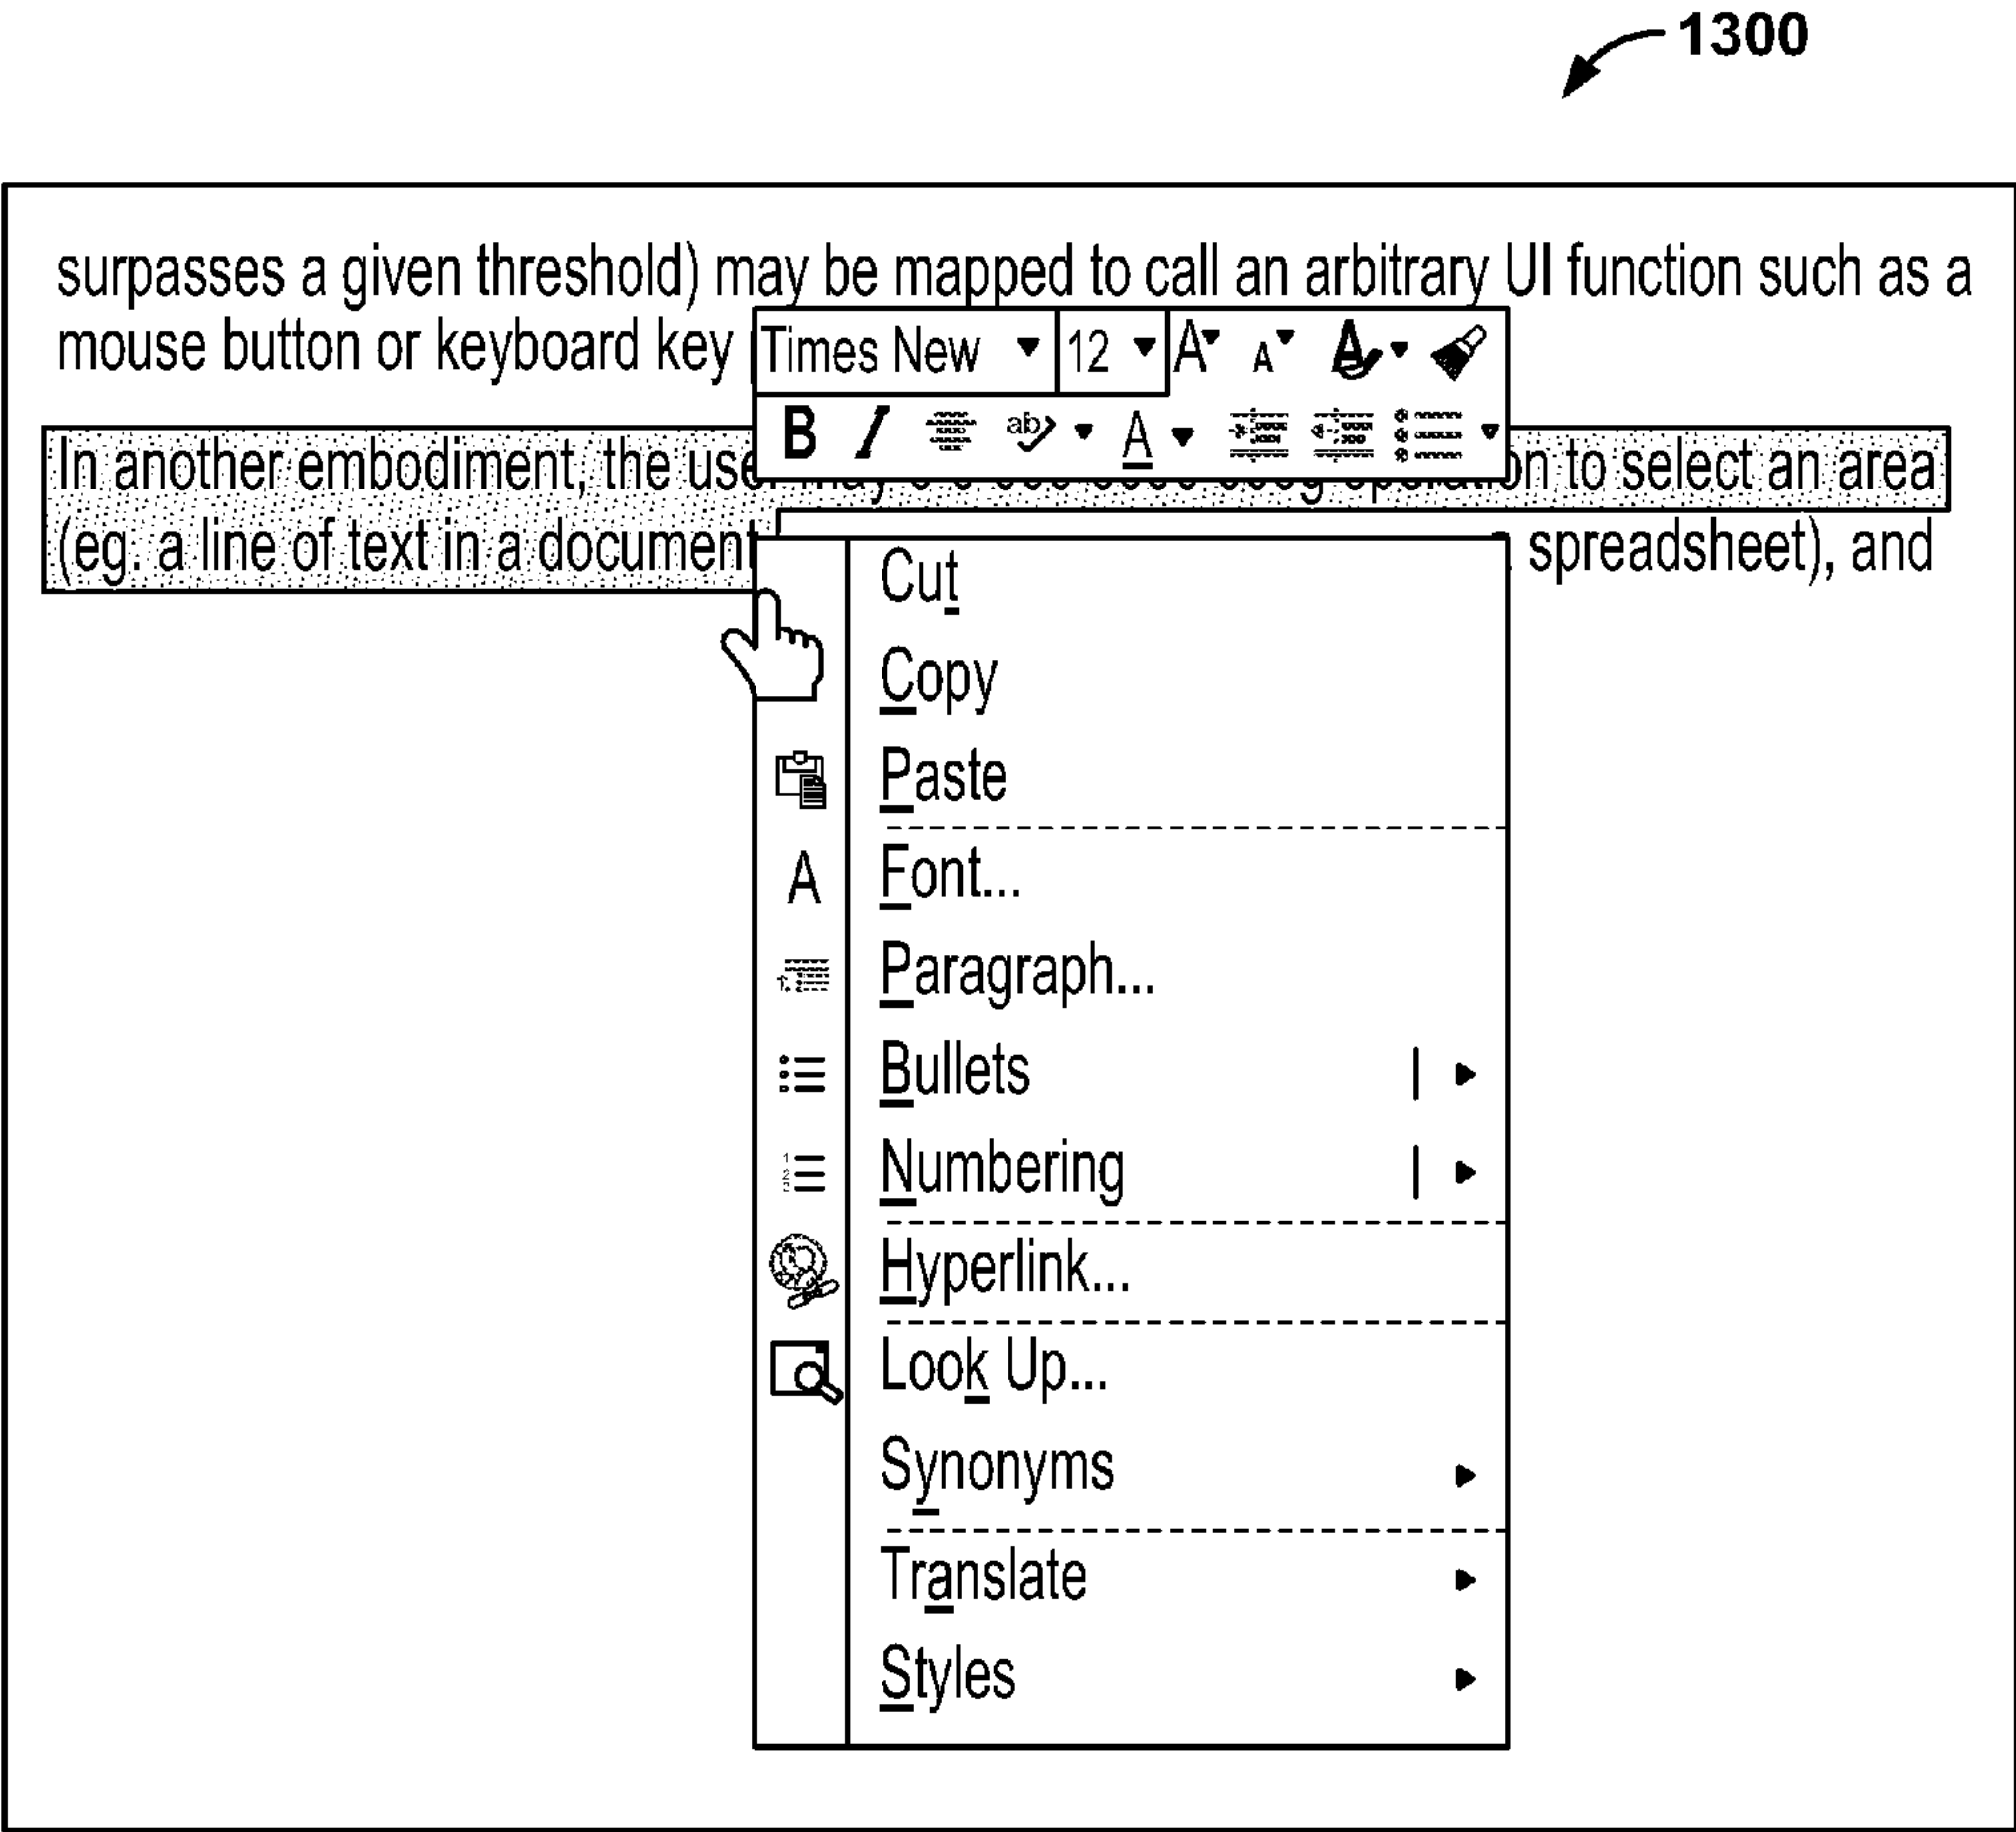 1300
surpasses a given threshold) may be mapped to call an arbitrary UI function such as a
mouse button or keyboard key
Times New 12 A A A
B I ab A
In another embodiment, the use on to select an area
(eg. a line of text in a document spreadsheet), and
Cut
Copy
Paste
A Font...
Paragraph...
Bullets
Numbering
Hyperlink...
Look Up...
Synonyms
Translate
Styles